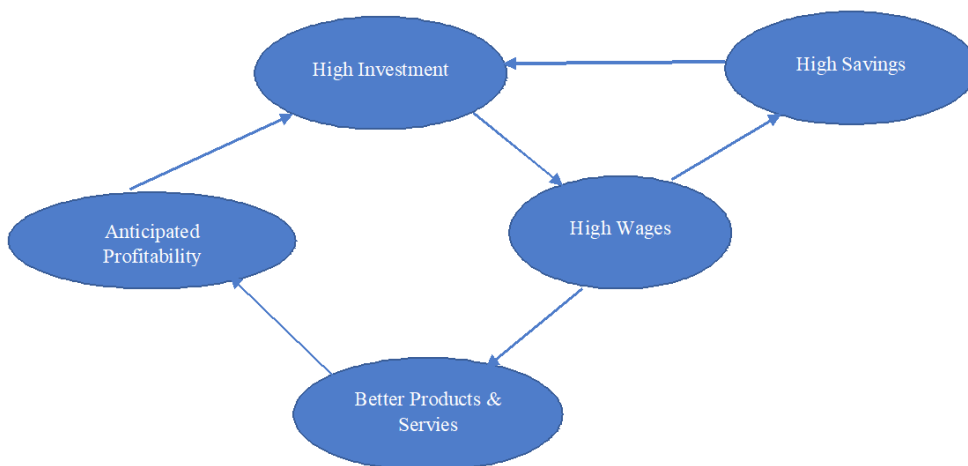 High Investment
High Savings
High Wages
Anticipated
Profitability
Better Products &
Servies